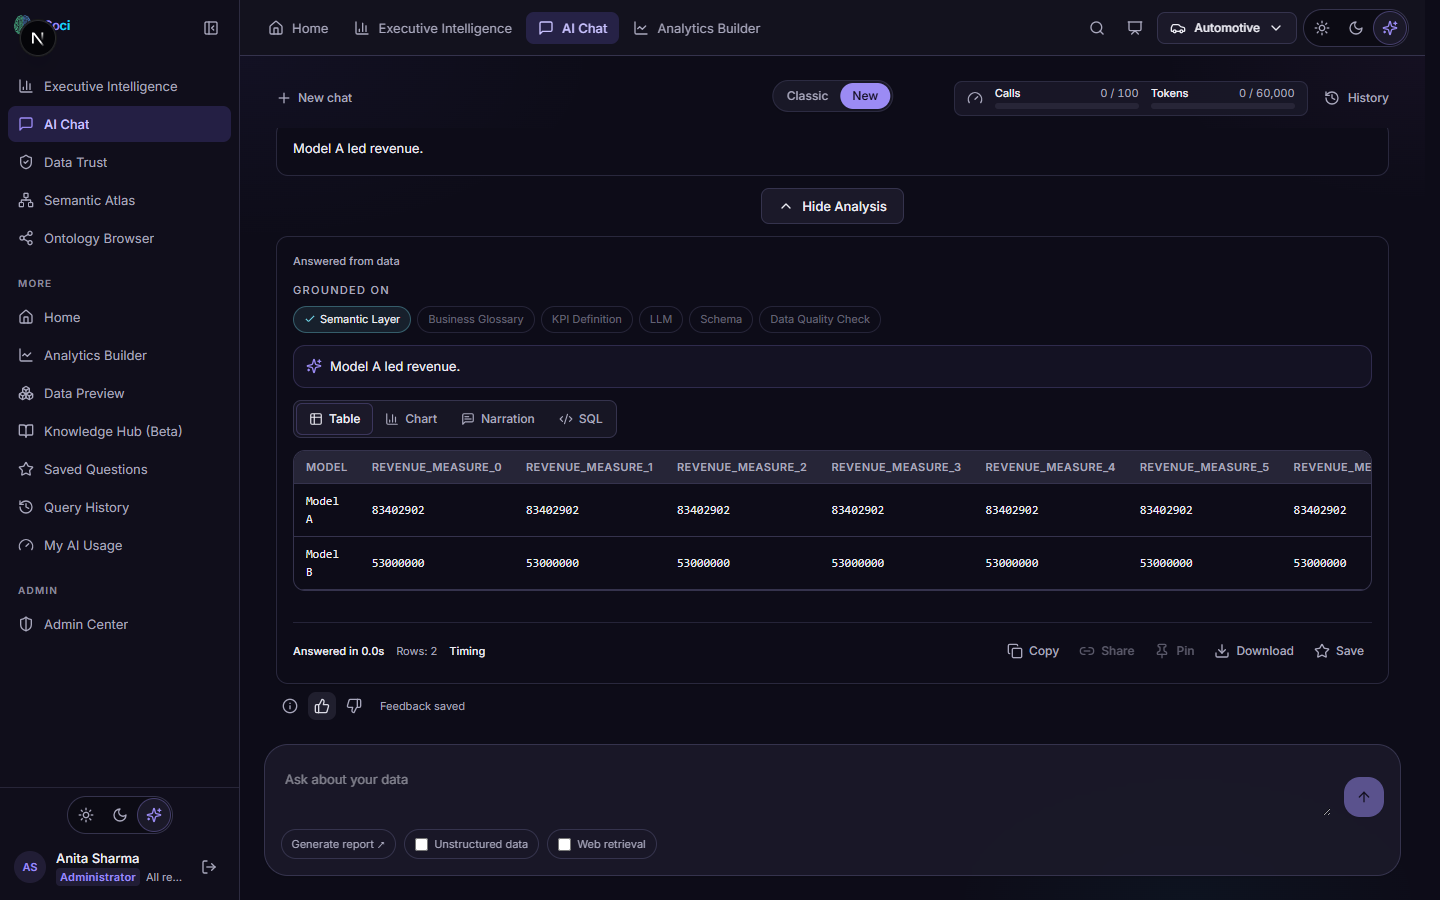 oci
N
Executive Intelligence
AI Chat
Data Trust
Semantic Atlas
Ontology Browser
MORE
Home
Analytics Builder
Data Preview
Knowledge Hub (Beta)
Saved Questions
Query History
My AI Usage
ADMIN
Admin Center
AS
Anita Sharma
Administrator All re...
Home Executive Intelligence AI Chat Analytics Builder
Automotive
New chat
Classic New
Calls 0 / 100 Tokens 0 / 60,000
History
Model A led revenue.
Hide Analysis
Answered from data
GROUNDED ON
Semantic Layer Business Glossary KPI Definition LLM Schema Data Quality Check
Model A led revenue.
Table Chart Narration SQL
MODEL REVENUE_MEASURE_0 REVENUE_MEASURE_1 REVENUE_MEASURE_2 REVENUE_MEASURE_3 REVENUE_MEASURE_4 REVENUE_MEASURE_5 REVENUE_ME
Model A 83402902 83402902 83402902 83402902 83402902 83402902 83402902
Model B 53000000 53000000 53000000 53000000 53000000 53000000 53000000
Answered in 0.0s Rows: 2 Timing
Copy Share Pin Download Save
Feedback saved
Ask about your data
Generate report ↗ Unstructured data Web retrieval